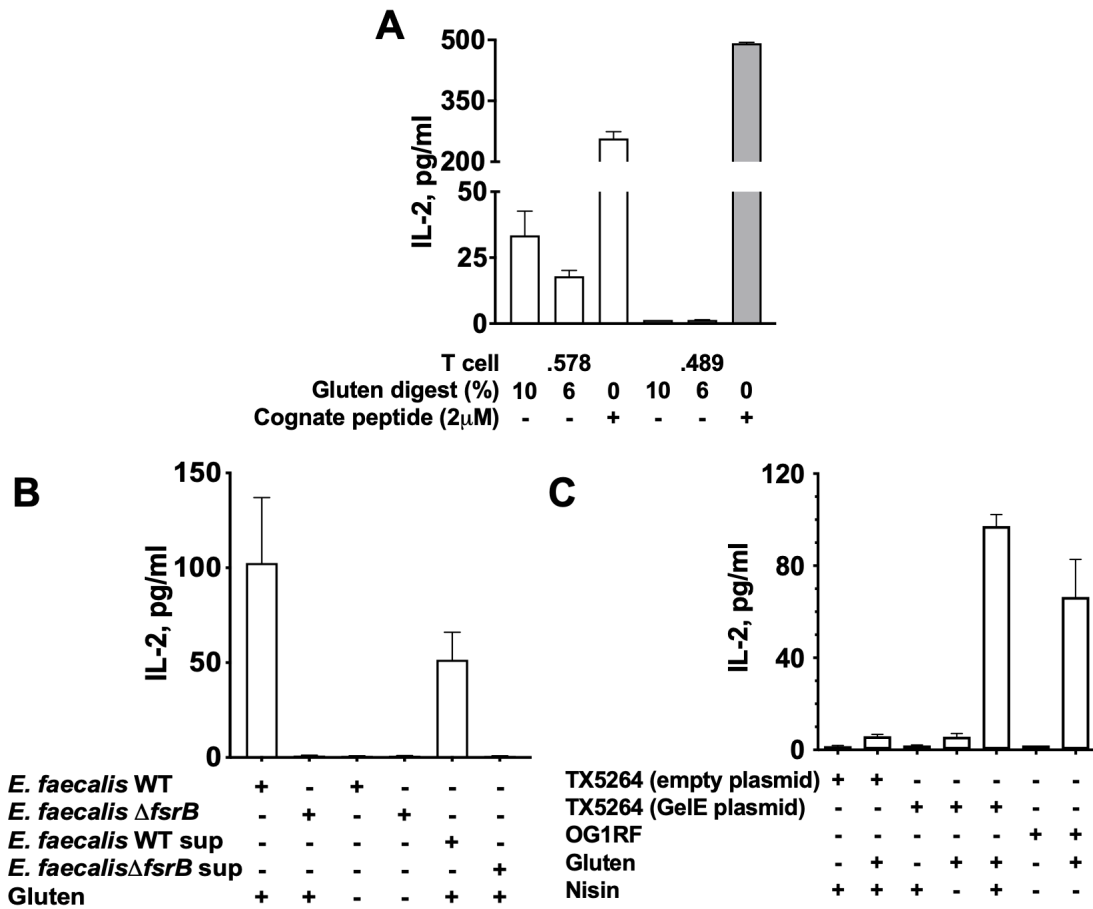 A
500
350
200
50
25
0
IL-2, pg/ml
T cell .578 .489
Gluten digest (%) 10 6 0 10 6 0
Cognate peptide (2μM) - - + - - +
B
150
100
50
0
IL-2, pg/ml
E. faecalis WT + - + - - -
E. faecalis ΔfsrB - + - + - -
E. faecalis WT sup - - - - + -
E. faecalisΔfsrB sup - - - - - +
Gluten + + - - + +
C
120
80
40
0
IL-2, pg/ml
TX5264 (empty plasmid) + + - - - - -
TX5264 (GelE plasmid) - - + + + - -
OG1RF - - - - - + +
Gluten - + - + + - +
Nisin + + + - + - -